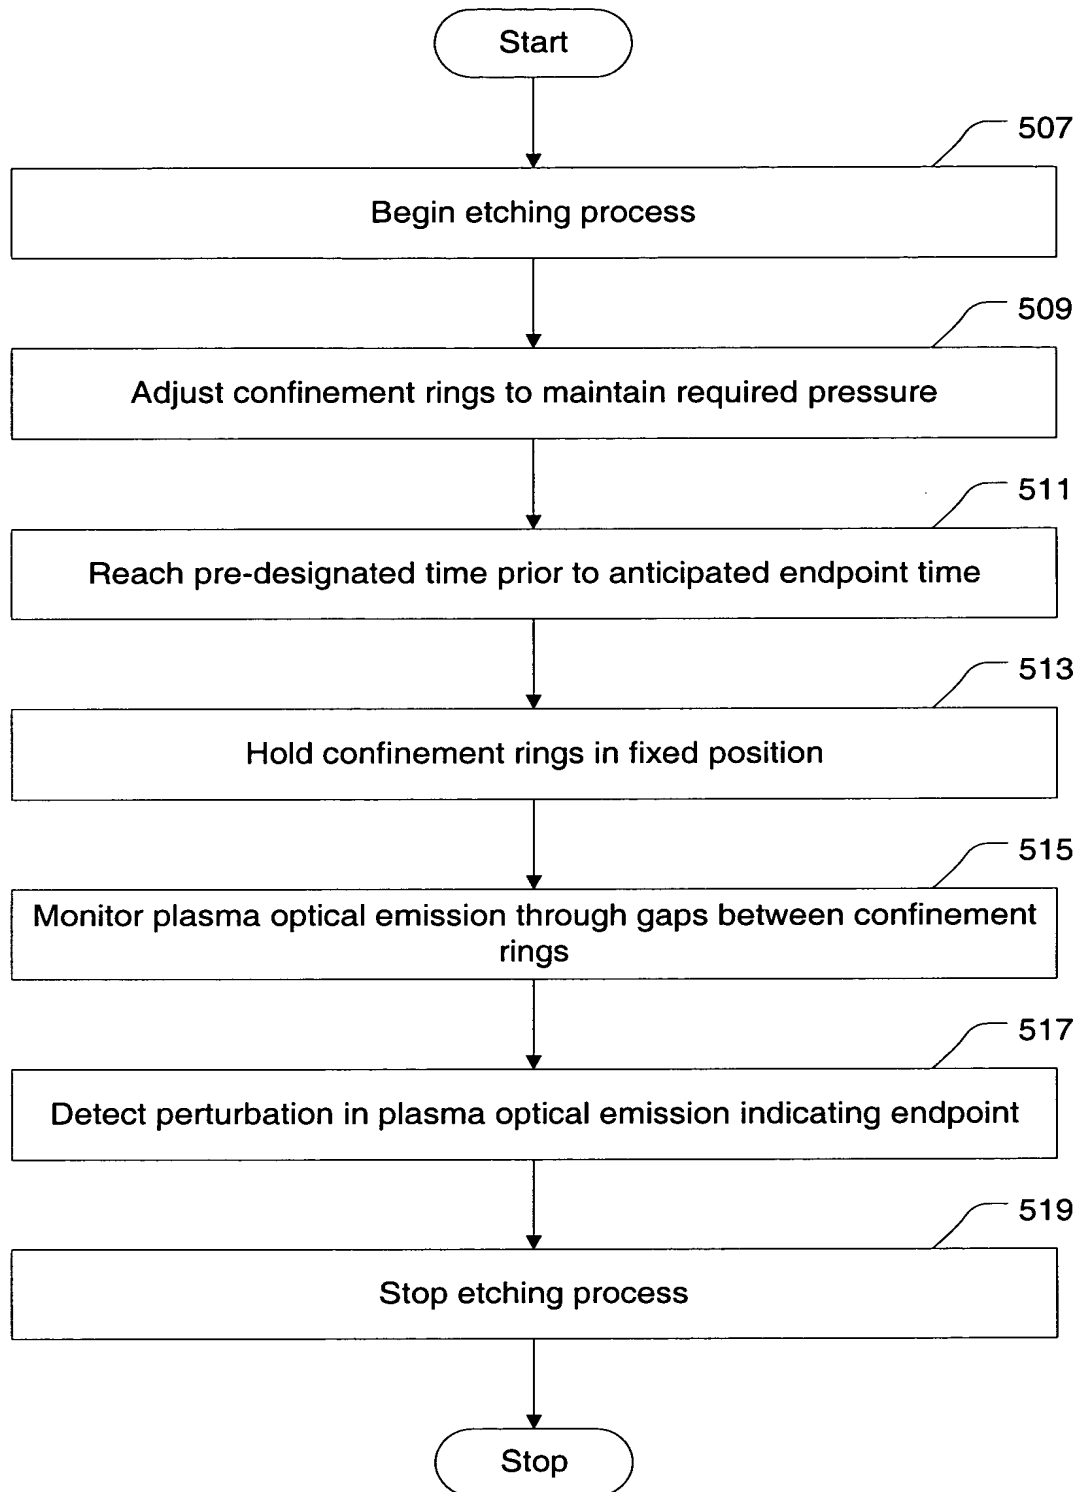 Start
507
Begin etching process
509
Adjust confinement rings to maintain required pressure
511
Reach pre-designated time prior to anticipated endpoint time
513
Hold confinement rings in fixed position
515
Monitor plasma optical emission through gaps between confinement
rings
517
Detect perturbation in plasma optical emission indicating endpoint
519
Stop etching process
Stop